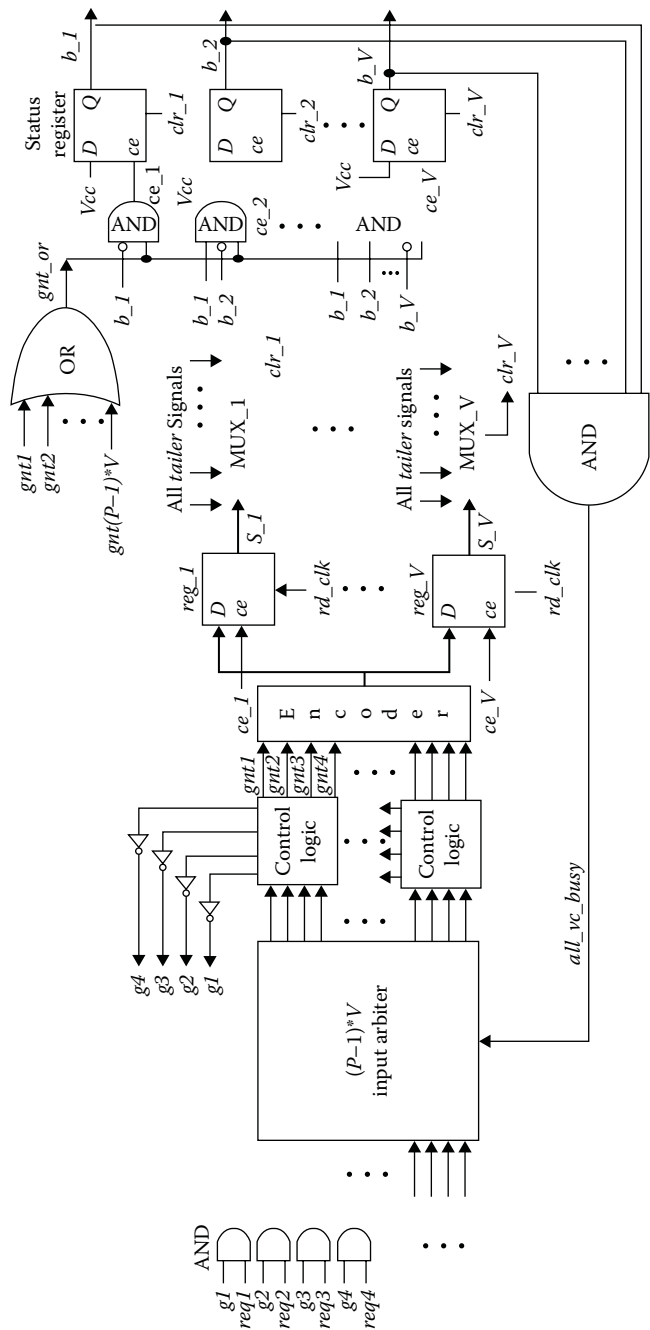 AND
g1
req1
g2
req2
g3
req3
g4
req4
(P−1)*V
input arbiter
all_vc_busy
g4
g3
g2
g1
Control
logic
Control
logic
gnt1
gnt2
gnt3
gnt4
E
n
c
o
d
e
r
ce_1
ce_V
reg_1
D
ce
rd_clk
S_1
reg_V
D
ce
rd_clk
S_V
All tailer Signals
MUX_1
clr_1
All tailer signals
MUX_V
clr_V
AND
gnt1
gnt2
gnt(P−1)*V
OR
gnt_or
b_1
AND
ce_1
b_1
b_2
AND
ce_2
b_1
b_2
b_V
AND
ce_V
Status
register
Vcc
D
Q
ce
clr_1
b_1
Vcc
D
Q
ce
clr_2
b_2
Vcc
D
Q
ce
clr_V
b_V